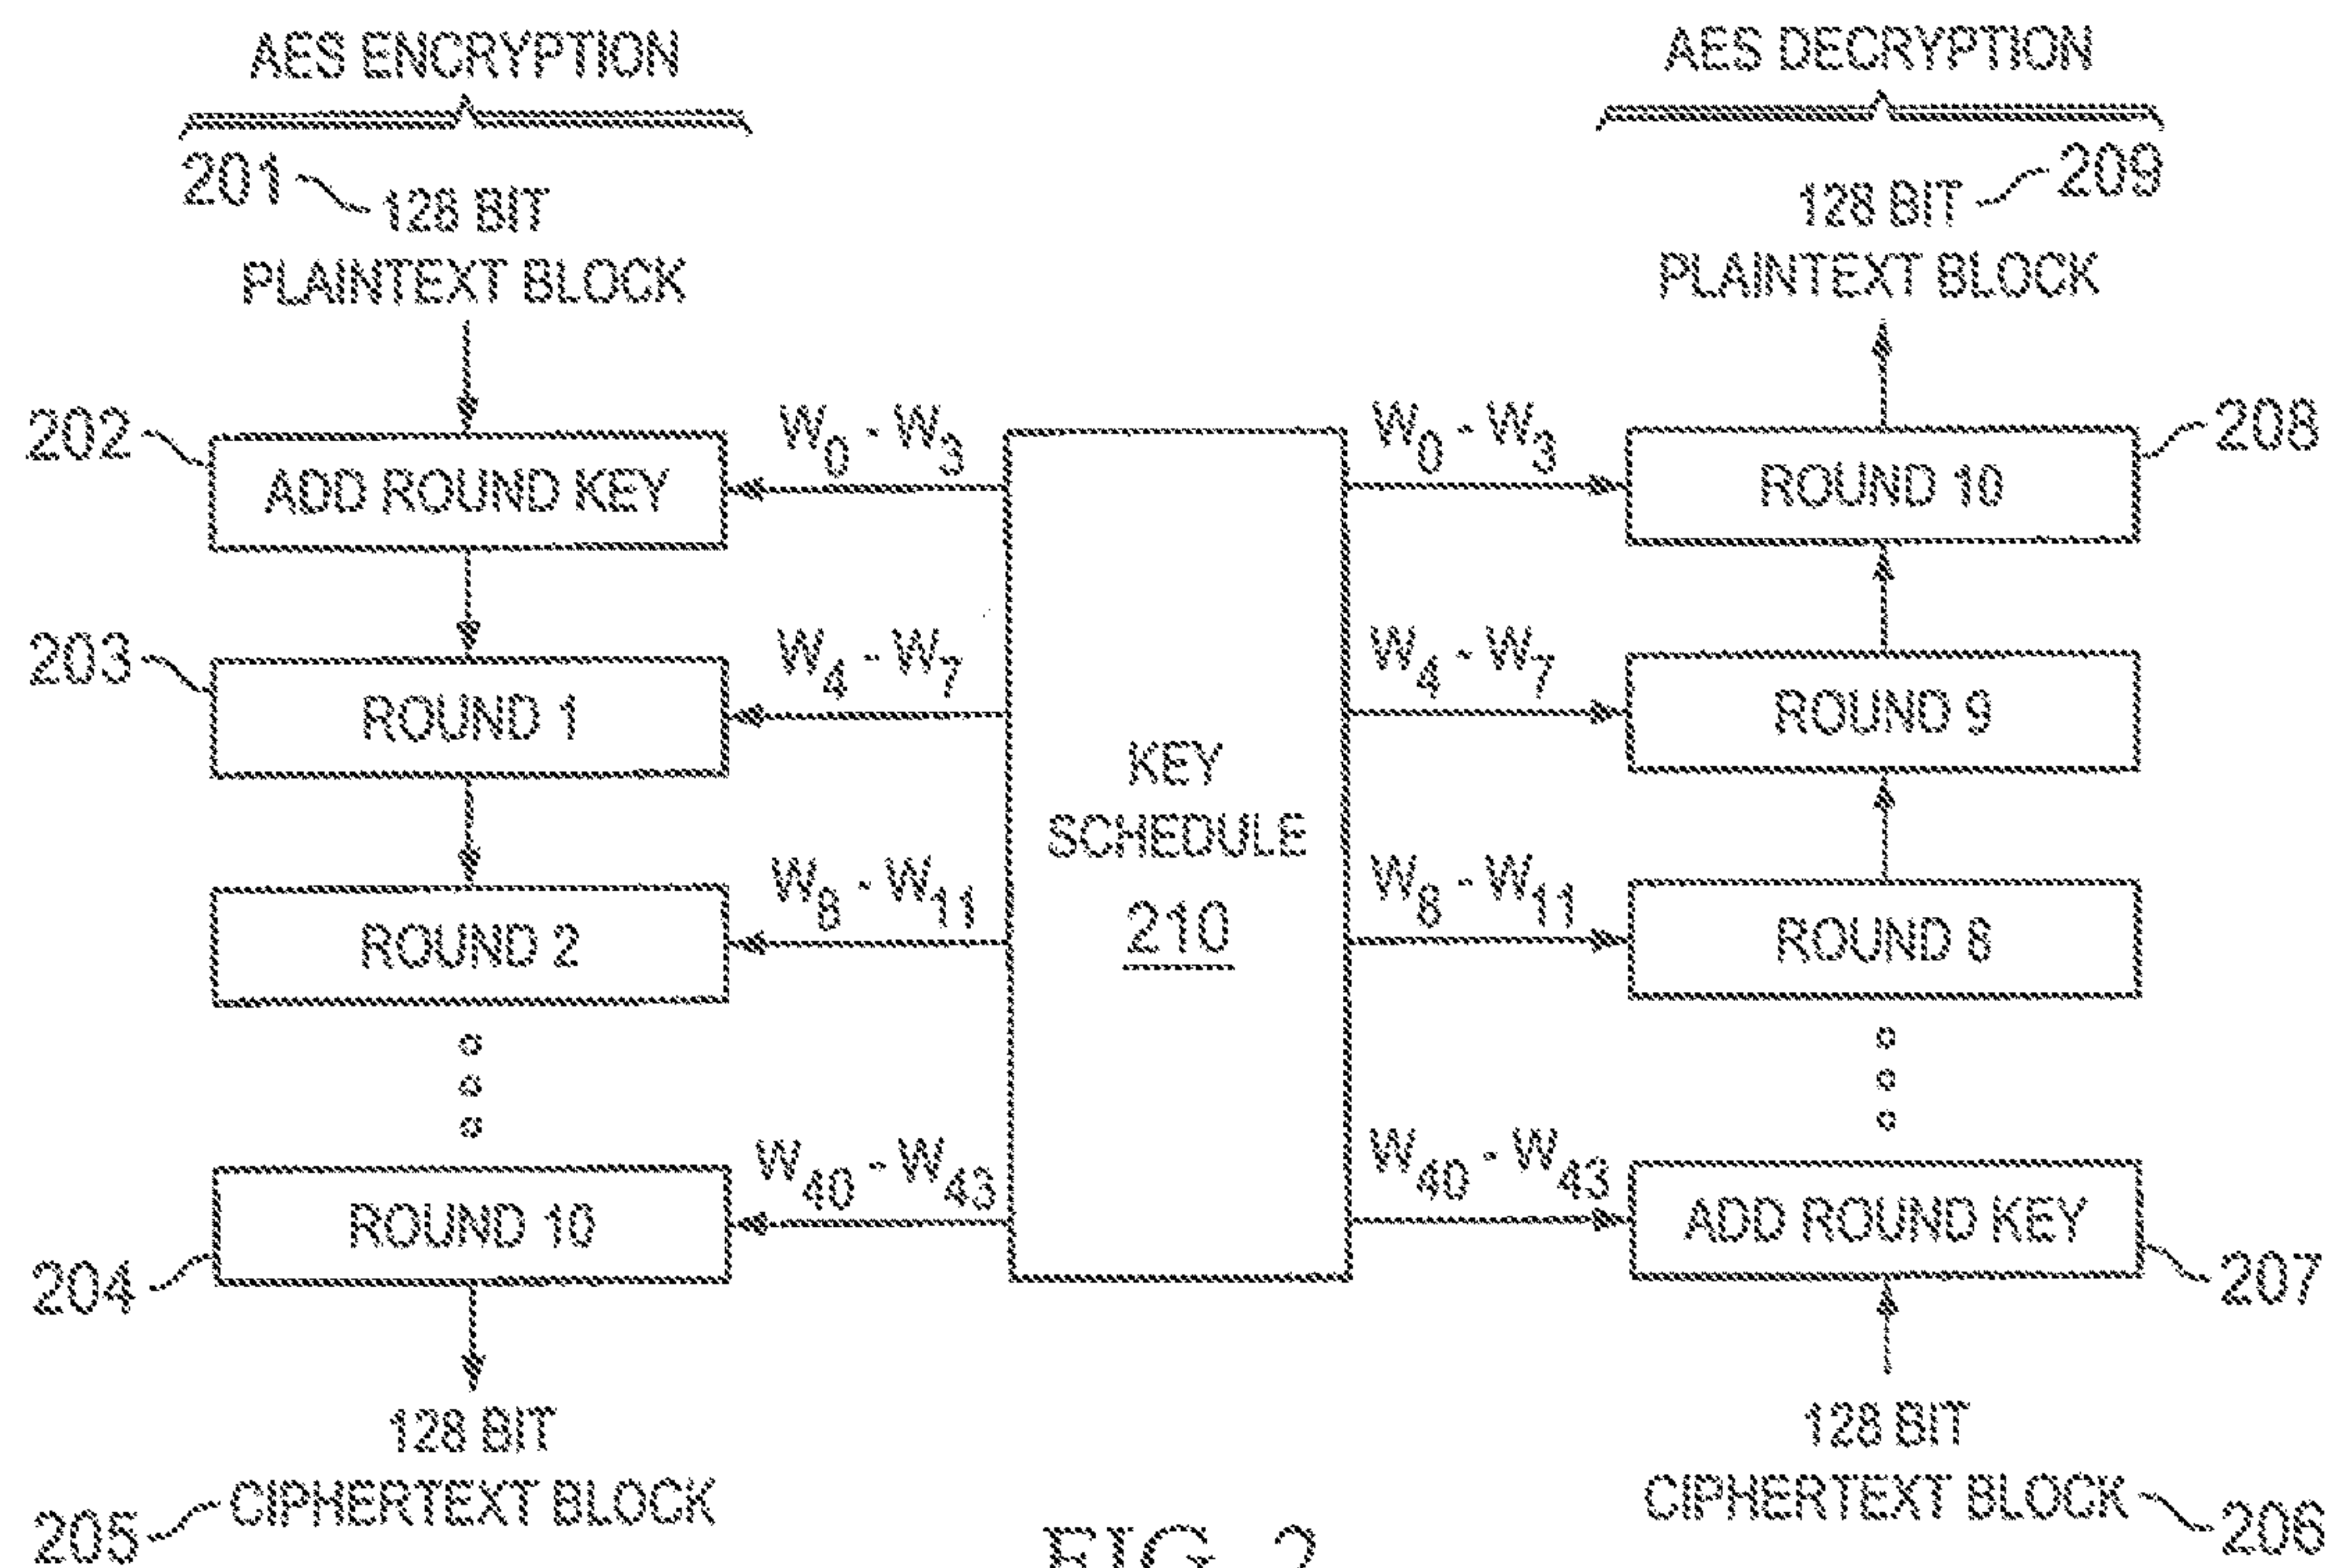 AES ENCRYPTION
201
128 BIT
PLAINTEXT BLOCK
202
ADD ROUND KEY
W0 - W3
203
ROUND 1
W4 - W7
ROUND 2
W8 - W11
204
ROUND 10
W40 - W43
128 BIT
CIPHERTEXT BLOCK
205
KEY
SCHEDULE
210
AES DECRYPTION
209
128 BIT
PLAINTEXT BLOCK
W0 - W3
ROUND 10
208
W4 - W7
ROUND 9
W8 - W11
ROUND 8
W40 - W43
ADD ROUND KEY
207
128 BIT
CIPHERTEXT BLOCK
206
FIG. 2